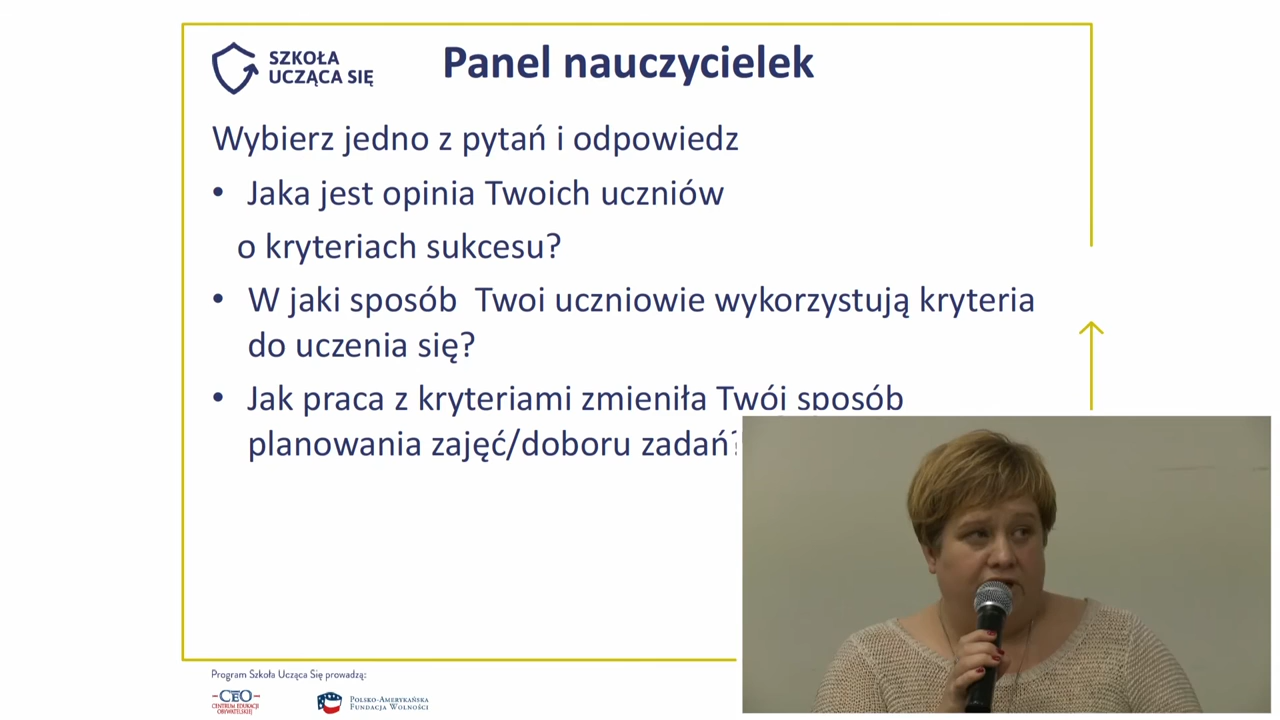 SZKOŁA
UCZĄCA SIĘ
Panel nauczycielek
Wybierz jedno z pytań i odpowiedz
• Jaka jest opinia Twoich uczniów
o kryteriach sukcesu?
• W jaki sposób Twoi uczniowie wykorzystują kryteria
do uczenia się?
• Jak praca z kryteriami zmieniła Twój sposób
planowania zajęć/doboru zadań?
Program Szkoła Ucząca Się prowadzą:
CEO
CENTRUM EDUKACJI
OBYWATELSKIEJ
POLSKO-AMERYKAŃSKA
FUNDACJA WOLNOŚCI